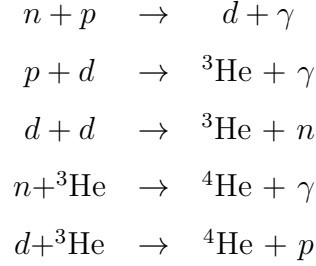 n + p → d + γ
p + d → ³He + γ
d + d → ³He + n
n+³He → ⁴He + γ
d+³He → ⁴He + p